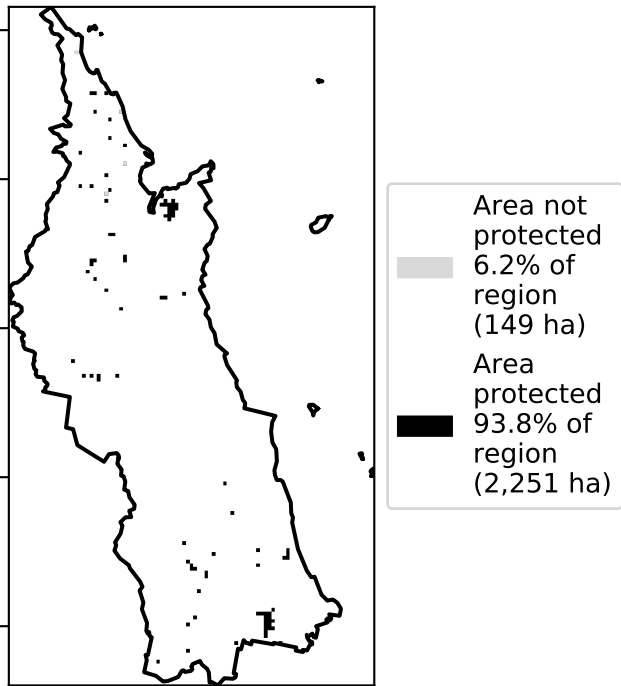 Area not
protected
6.2% of
region
(149 ha)
Area
protected
93.8% of
region
(2,251 ha)